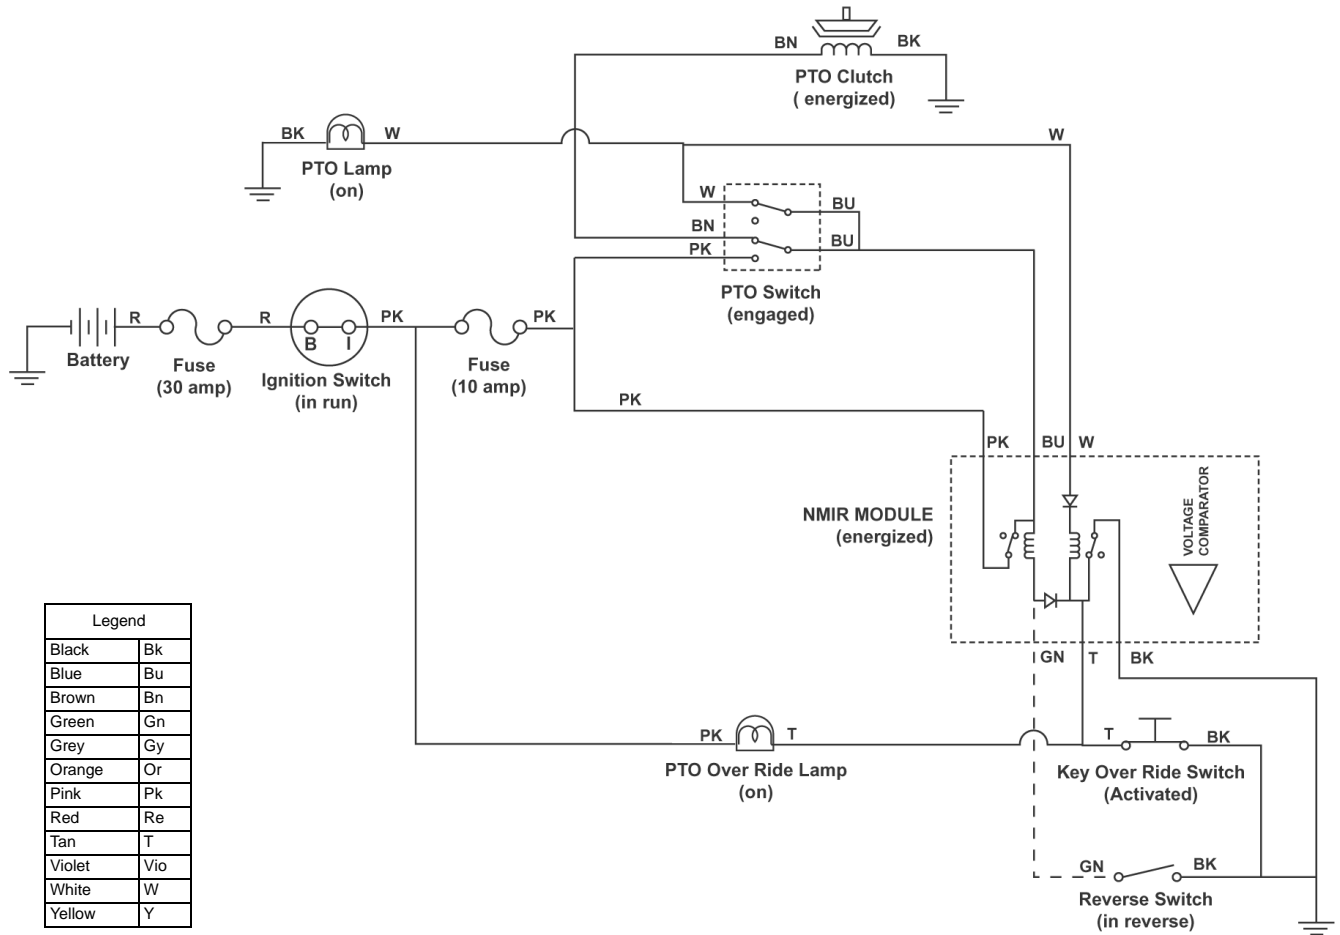 BN
BK
PTO Clutch
( energized)
BK
W
PTO Lamp
(on)
W
W
BU
BN
BU
PK
PTO Switch
(engaged)
R
R
PK
PK
Battery
B
I
Fuse
(30 amp)
Ignition Switch
(in run)
Fuse
(10 amp)
PK
PK
BU
W
NMIR MODULE
(energized)
VOLTAGE
COMPARATOR
GN
T
BK
PK
T
PTO Over Ride Lamp
(on)
T
BK
Key Over Ride Switch
(Activated)
GN
BK
Reverse Switch
(in reverse)
Legend
Black Bk
Blue Bu
Brown Bn
Green Gn
Grey Gy
Orange Or
Pink Pk
Red Re
Tan T
Violet Vio
White W
Yellow Y